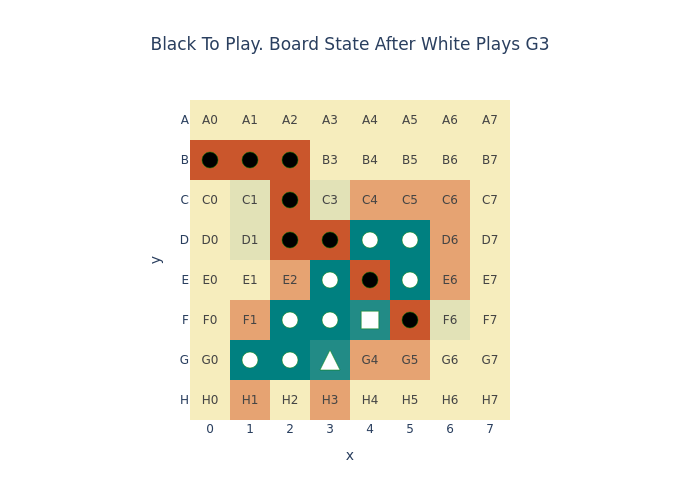 Black To Play. Board State After White Plays G3
A A0 A1 A2 A3 A4 A5 A6 A7
B B3 B4 B5 B6 B7
C C0 C1 C3 C4 C5 C6 C7
D D0 D1 D6 D7
y
E E0 E1 E2 E6 E7
F F0 F1 F6 F7
G G0 G4 G5 G6 G7
H H0 H1 H2 H3 H4 H5 H6 H7
0 1 2 3 4 5 6 7
x